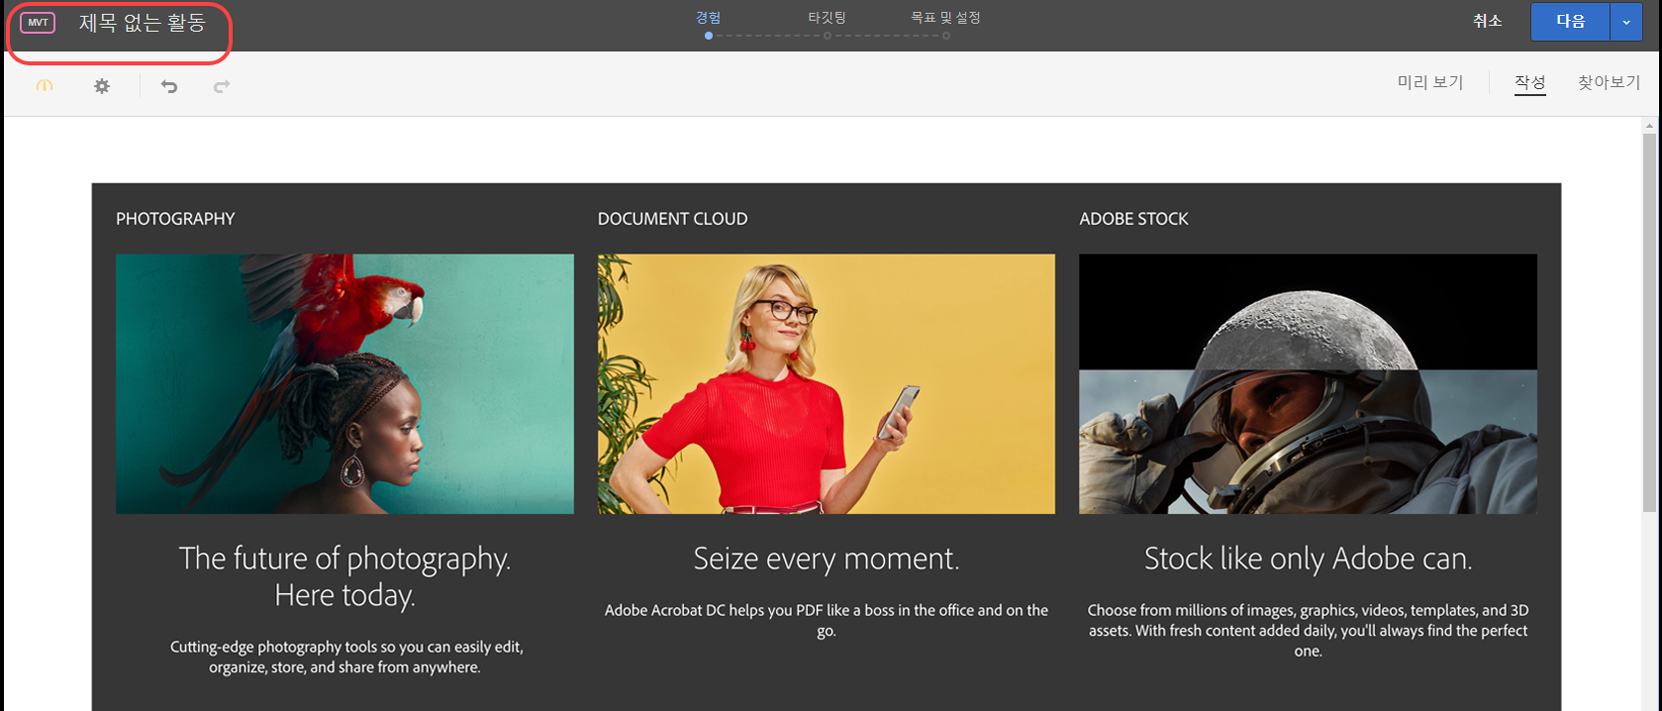 MVT 제목 없는 활동
경험 타깃팅 목표 및 설정
취소 다음
미리 보기 작성 찾아보기
PHOTOGRAPHY
The future of photography.
Here today.
Cutting-edge photography tools so you can easily edit,
organize, store, and share from anywhere.
DOCUMENT CLOUD
Seize every moment.
Adobe Acrobat DC helps you PDF like a boss in the office and on the
go.
ADOBE STOCK
Stock like only Adobe can.
Choose from millions of images, graphics, videos, templates, and 3D
assets. With fresh content added daily, you'll always find the perfect
one.